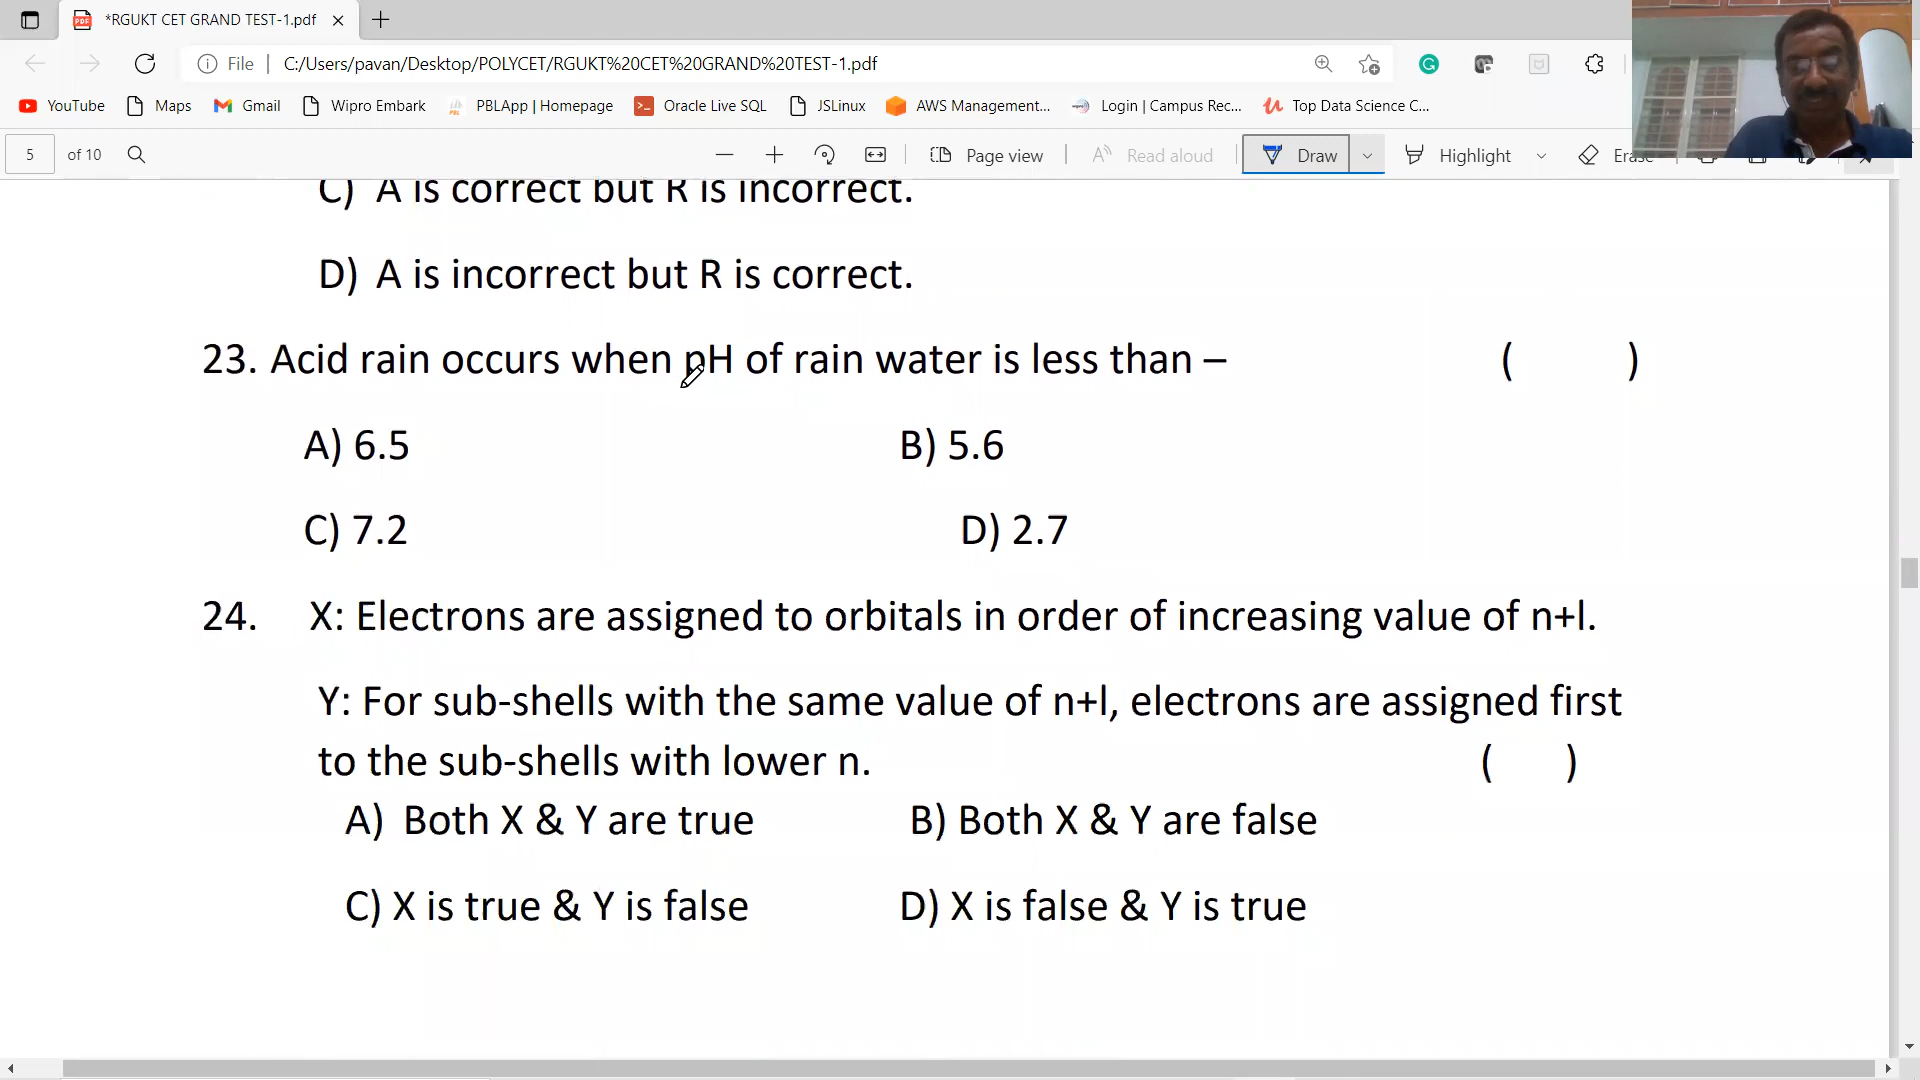 *RGUKT CET GRAND TEST-1.pdf
File C:/Users/pavan/Desktop/POLYCET/RGUKT%20CET%20GRAND%20TEST-1.pdf
YouTube Maps Gmail Wipro Embark PBLApp | Homepage Oracle Live SQL JSLinux AWS Management... Login | Campus Rec... Top Data Science C...
5 of 10 Page view Read aloud Draw Highlight
C) A is correct but R is incorrect.
D) A is incorrect but R is correct.
23. Acid rain occurs when pH of rain water is less than – ( )
A) 6.5 B) 5.6
C) 7.2 D) 2.7
24. X: Electrons are assigned to orbitals in order of increasing value of n+l.
Y: For sub-shells with the same value of n+l, electrons are assigned first
to the sub-shells with lower n. ( )
A) Both X & Y are true B) Both X & Y are false
C) X is true & Y is false D) X is false & Y is true